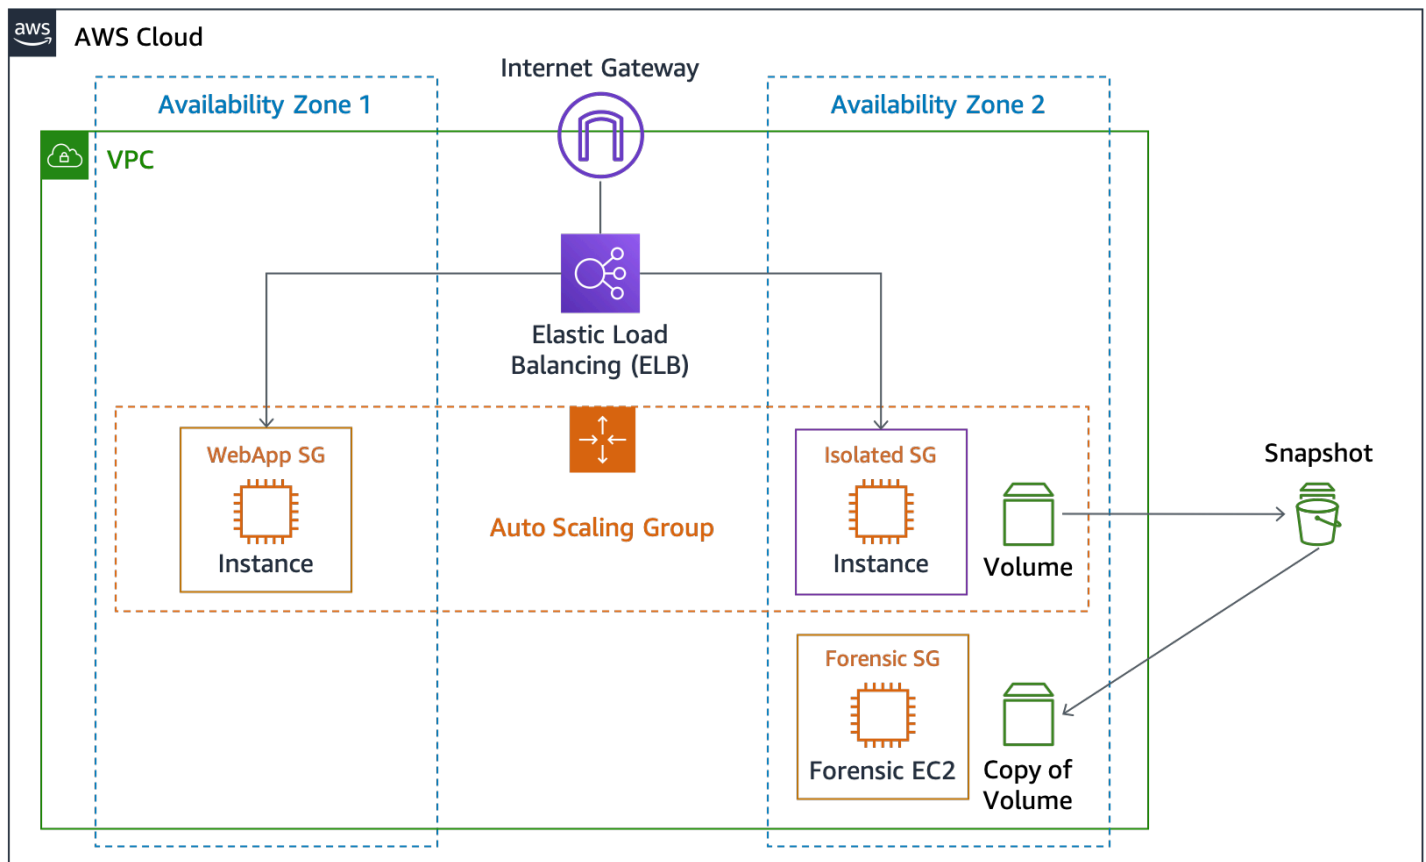 aws
AWS Cloud
Internet Gateway
Availability Zone 1
Availability Zone 2
VPC
Elastic Load
Balancing (ELB)
WebApp SG
Instance
Auto Scaling Group
Isolated SG
Instance
Volume
Snapshot
Forensic SG
Forensic EC2
Copy of
Volume